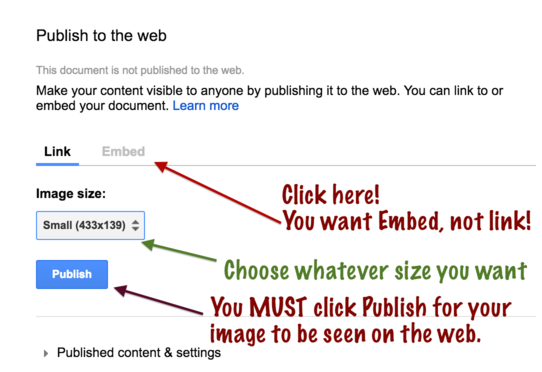 Publish to the web
This document is not published to the web.
Make your content visible to anyone by publishing it to the web. You can link to or
embed your document. Learn more
Link Embed
Image size:
Click here!
You want Embed, not link!
Small (433x139)
Choose whatever size you want
Publish
You MUST click Publish for your
image to be seen on the web.
Published content & settings